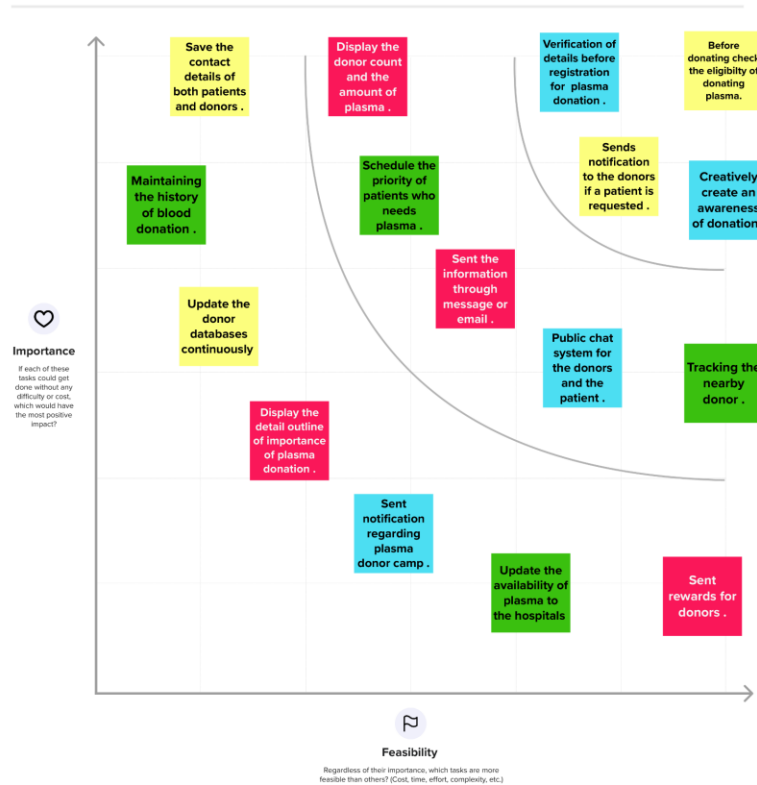 Save the
contact
details of
both patients
and donors .
Display the
donor count
and the
amount of
plasma .
Verification of
details before
registration
for plasma
donation .
Before
donating check
the eligibilty of
donating
plasma.
Maintaining
the history
of blood
donation .
Schedule the
priority of
patients who
needs
plasma .
Sends
notification
to the donors
if a patient is
requested .
Creatively
create an
awareness
of donation
Sent the
information
through
message or
email .
Update the
donor
databases
continuously
Public chat
system for
the donors
and the
patient .
Tracking the
nearby
donor .
Importance
If each of these
tasks could get
done without any
difficulty or cost,
which would have
the most positive
impact?
Display the
detail outline
of importance
of plasma
donation .
Sent
notification
regarding
plasma
donor camp .
Update the
availability of
plasma to
the hospitals
Sent
rewards for
donors .
Feasibility
Regardless of their importance, which tasks are more
feasible than others? (Cost, time, effort, complexity, etc.)